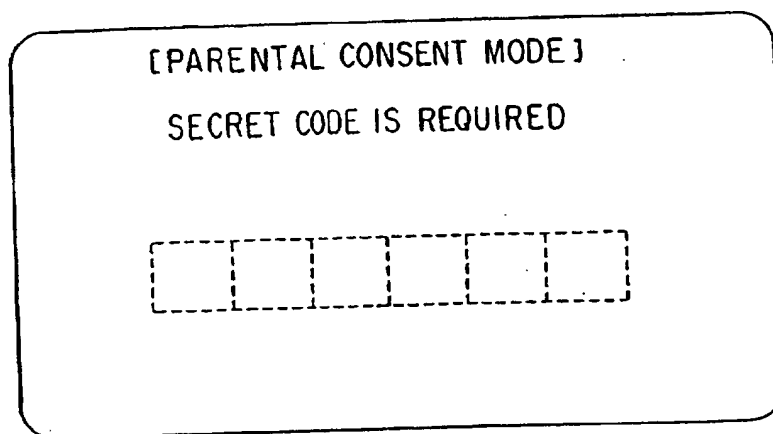 [PARENTAL CONSENT MODE]
SECRET CODE IS REQUIRED